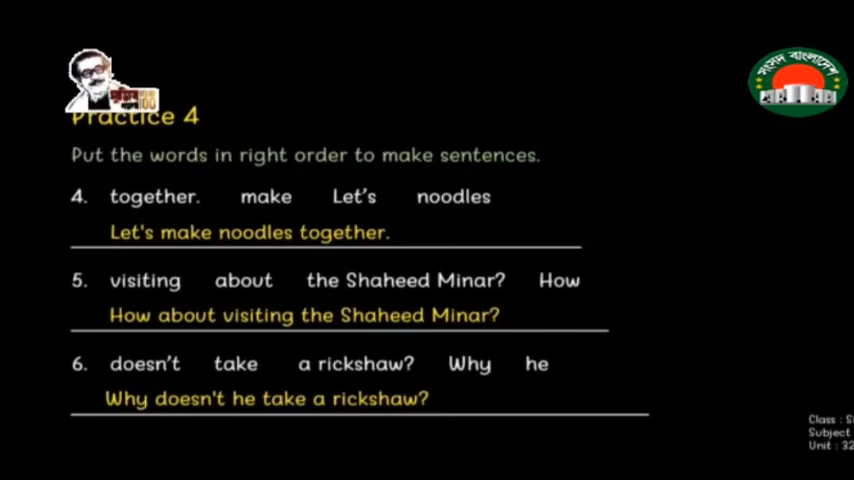 সংসদ বাংলাদেশ
100
Practice 4
Put the words in right order to make sentences.
4. together. make Let's noodles
Let's make noodles together.
5. visiting about the Shaheed Minar? How
How about visiting the Shaheed Minar?
6. doesn't take a rickshaw? Why he
Why doesn't he take a rickshaw?
Class : S
Subject
Unit : 32